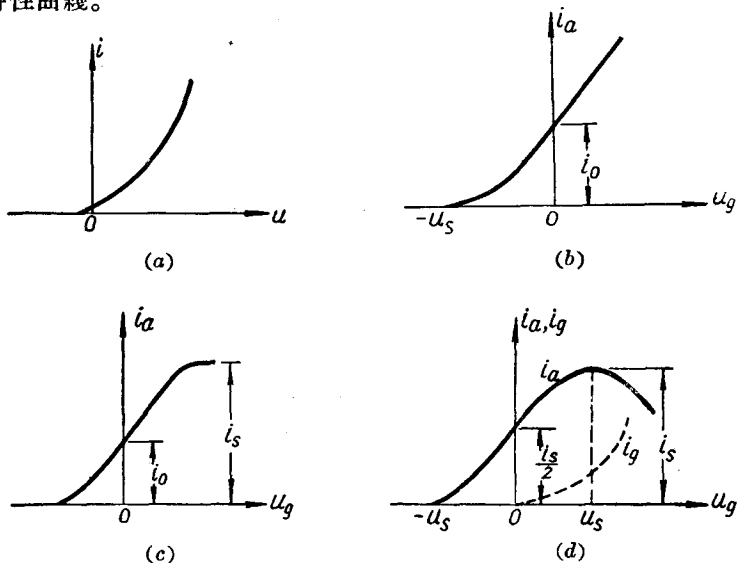 特性曲綫。
i
0
u
(a)
i_a
i_0
-u_s
0
u_g
(b)
i_a
i_s
i_0
0
u_g
(c)
i_a, i_g
i_a
i_s/2
i_g
i_s
-u_s
0
u_s
u_g
(d)